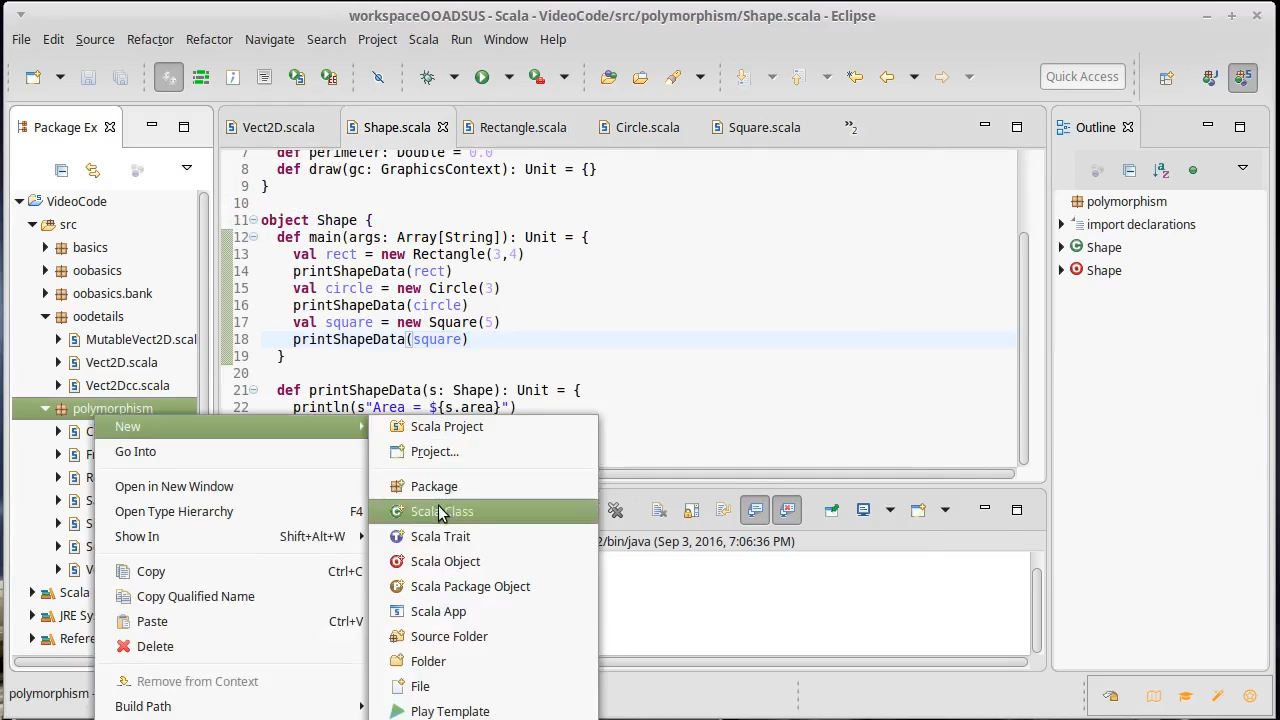 workspaceOOADSUS - Scala - VideoCode/src/polymorphism/Shape.scala - Eclipse
File Edit Source Refactor Refactor Navigate Search Project Scala Run Window Help
Quick Access
Package Ex
Vect2D.scala Shape.scala Rectangle.scala Circle.scala Square.scala »2
Outline
VideoCode
src
basics
oobasics
oobasics.bank
oodetails
MutableVect2D.scal
Vect2D.scala
Vect2Dcc.scala
polymorphism
C
Fr
R
S
S
S
V
Scala
JRE Sy
Refere
7 def perimeter: Double = 0.0
8 def draw(gc: GraphicsContext): Unit = {}
9 }
10
11 object Shape {
12 def main(args: Array[String]): Unit = {
13 val rect = new Rectangle(3,4)
14 printShapeData(rect)
15 val circle = new Circle(3)
16 printShapeData(circle)
17 val square = new Square(5)
18 printShapeData(square)
19 }
20
21 def printShapeData(s: Shape): Unit = {
22 println(s"Area = ${s.area}")
polymorphism
import declarations
Shape
Shape
New
Go Into
Open in New Window
Open Type Hierarchy F4
Show In Shift+Alt+W
Copy Ctrl+C
Copy Qualified Name
Paste Ctrl+V
Delete
Remove from Context
Build Path
Scala Project
Project...
Package
Scala Class
Scala Trait
Scala Object
Scala Package Object
Scala App
Source Folder
Folder
File
Play Template
2/bin/java (Sep 3, 2016, 7:06:36 PM)
polymorphism -